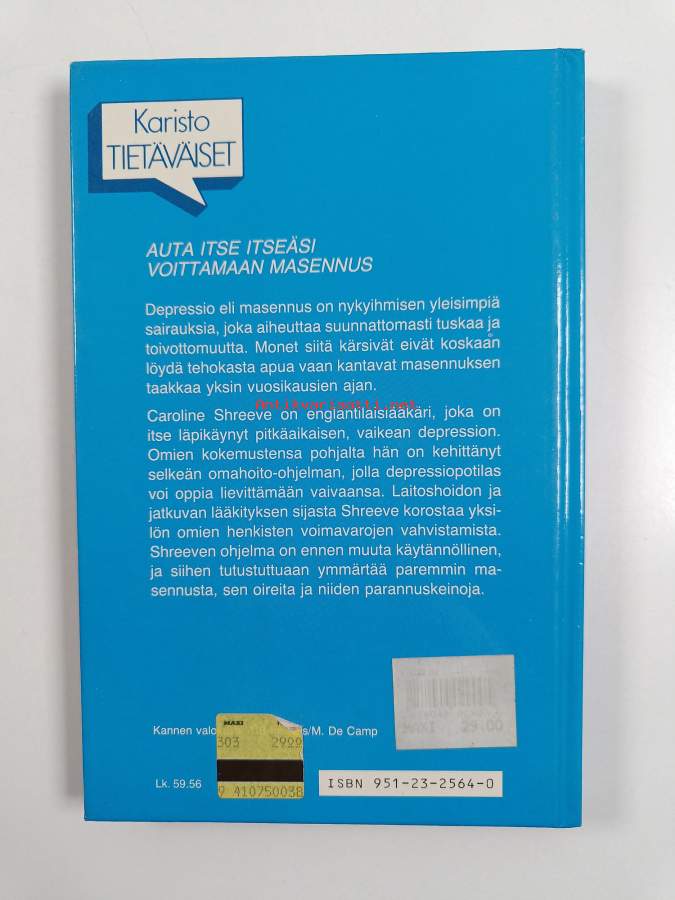 Karisto
TIETÄVÄISET
AUTA ITSE ITSEÄSI
VOITTAMAAN MASENNUS
Depressio eli masennus on nykyihmisen yleisimpiä
sairauksia, joka aiheuttaa suunnattomasti tuskaa ja
toivottomuutta. Monet siitä kärsivät eivät koskaan
löydä tehokasta apua vaan kantavat masennuksen
taakkaa yksin vuosikausien ajan.
Antikvariaatti.net
Caroline Shreeve on englantilaislääkäri, joka on
itse läpikäynyt pitkäaikaisen, vaikean depression.
Omien kokemustensa pohjalta hän on kehittänyt
selkeän omahoito-ohjelman, jolla depressiopotilas
voi oppia lievittämään vaivaansa. Laitoshoidon ja
jatkuvan lääkityksen sijasta Shreeve korostaa yksi-
lön omien henkisten voimavarojen vahvistamista.
Shreeven ohjelma on ennen muuta käytännöllinen,
ja siihen tutustuttuaan ymmärtää paremmin ma-
sennusta, sen oireita ja niiden parannuskeinoja.
MAXI 29.00
Kannen valo s/M. De Camp
MAXI
303 2900
9 410750038
Lk. 59.56
ISBN 951-23-2564-0